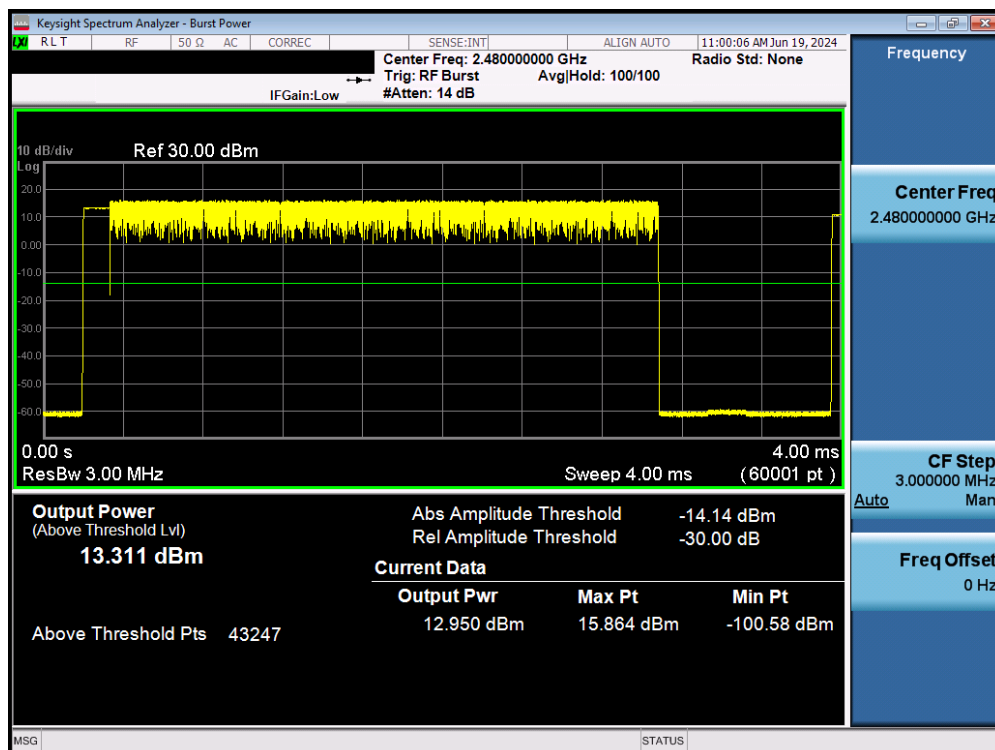 Keysight Spectrum Analyzer - Burst Power
LXI RLT RF 50 Ω AC CORREC SENSE:INT ALIGN AUTO 11:00:06 AM Jun 19, 2024
Center Freq: 2.480000000 GHz Radio Std: None
Trig: RF Burst Avg|Hold: 100/100
IFGain:Low #Atten: 14 dB
Frequency
10 dB/div Ref 30.00 dBm
Log
20.0
10.0
0.00
-10.0
-20.0
-30.0
-40.0
-50.0
-60.0
0.00 s 4.00 ms
ResBw 3.00 MHz Sweep 4.00 ms (60001 pt)
Center Freq
2.480000000 GHz
CF Step
3.000000 MHz
Auto Man
Freq Offset
0 Hz
Output Power
(Above Threshold Lvl)
13.311 dBm
Above Threshold Pts 43247
Abs Amplitude Threshold -14.14 dBm
Rel Amplitude Threshold -30.00 dB
Current Data
Output Pwr Max Pt Min Pt
12.950 dBm 15.864 dBm -100.58 dBm
MSG STATUS